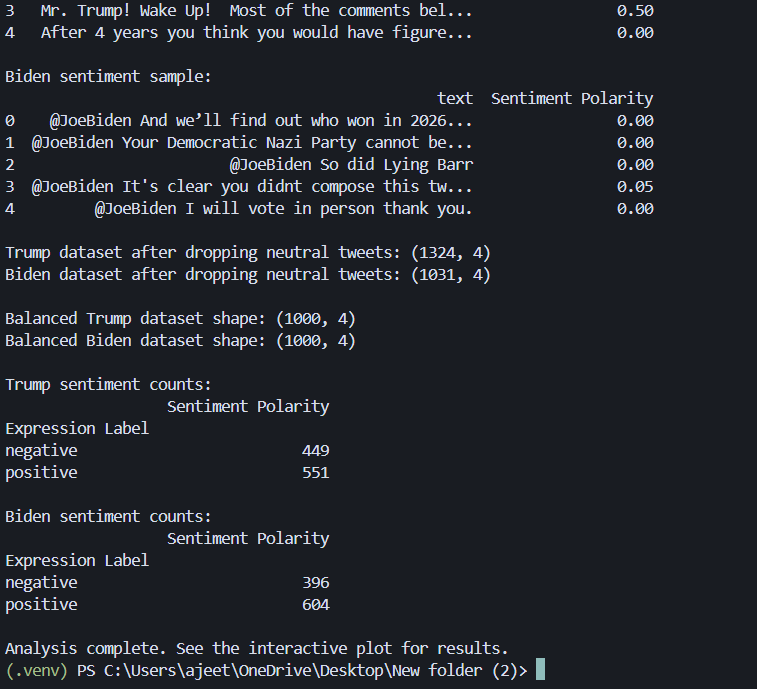 3   Mr. Trump! Wake Up!  Most of the comments bel...               0.50
4   After 4 years you think you would have figure...               0.00
Biden sentiment sample:
text  Sentiment Polarity
0    @JoeBiden And we’ll find out who won in 2026...               0.00
1  @JoeBiden Your Democratic Nazi Party cannot be...               0.00
2                        @JoeBiden So did Lying Barr               0.00
3  @JoeBiden It's clear you didnt compose this tw...               0.05
4         @JoeBiden I will vote in person thank you.               0.00
Trump dataset after dropping neutral tweets: (1324, 4)
Biden dataset after dropping neutral tweets: (1031, 4)
Balanced Trump dataset shape: (1000, 4)
Balanced Biden dataset shape: (1000, 4)
Trump sentiment counts:
Sentiment Polarity
Expression Label
negative                         449
positive                         551
Biden sentiment counts:
Sentiment Polarity
Expression Label
negative                         396
positive                         604
Analysis complete. See the interactive plot for results.
(.venv) PS C:\Users\ajeet\OneDrive\Desktop\New folder (2)>